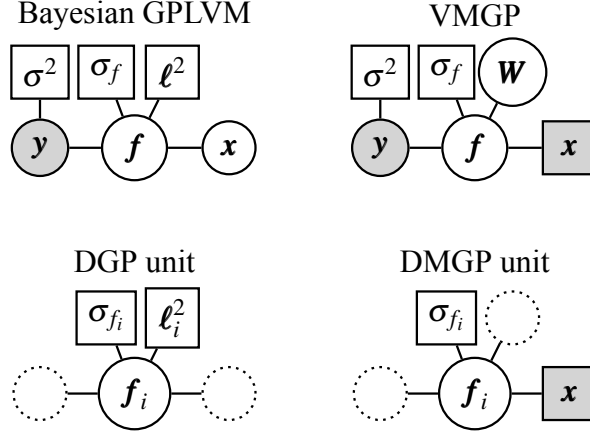 Bayesian GPLVM
VMGP
σ² σ_f ℓ² σ² σ_f W
y f x y f x
DGP unit
DMGP unit
σ_{f_i} ℓ_i² σ_{f_i}
f_i f_i x